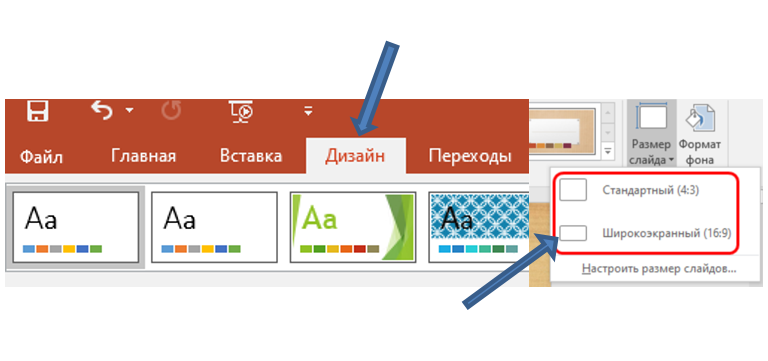 Файл Главная Вставка Дизайн Переходы
Aa Aa Aa Aa
Размер слайда
Формат фона
Стандартный (4:3)
Широкоэкранный (16:9)
Настроить размер слайдов...